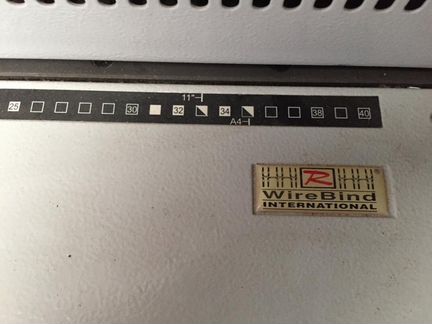 11"
25 30 32 34 38 40
A4
R ®
WireBind
INTERNATIONAL